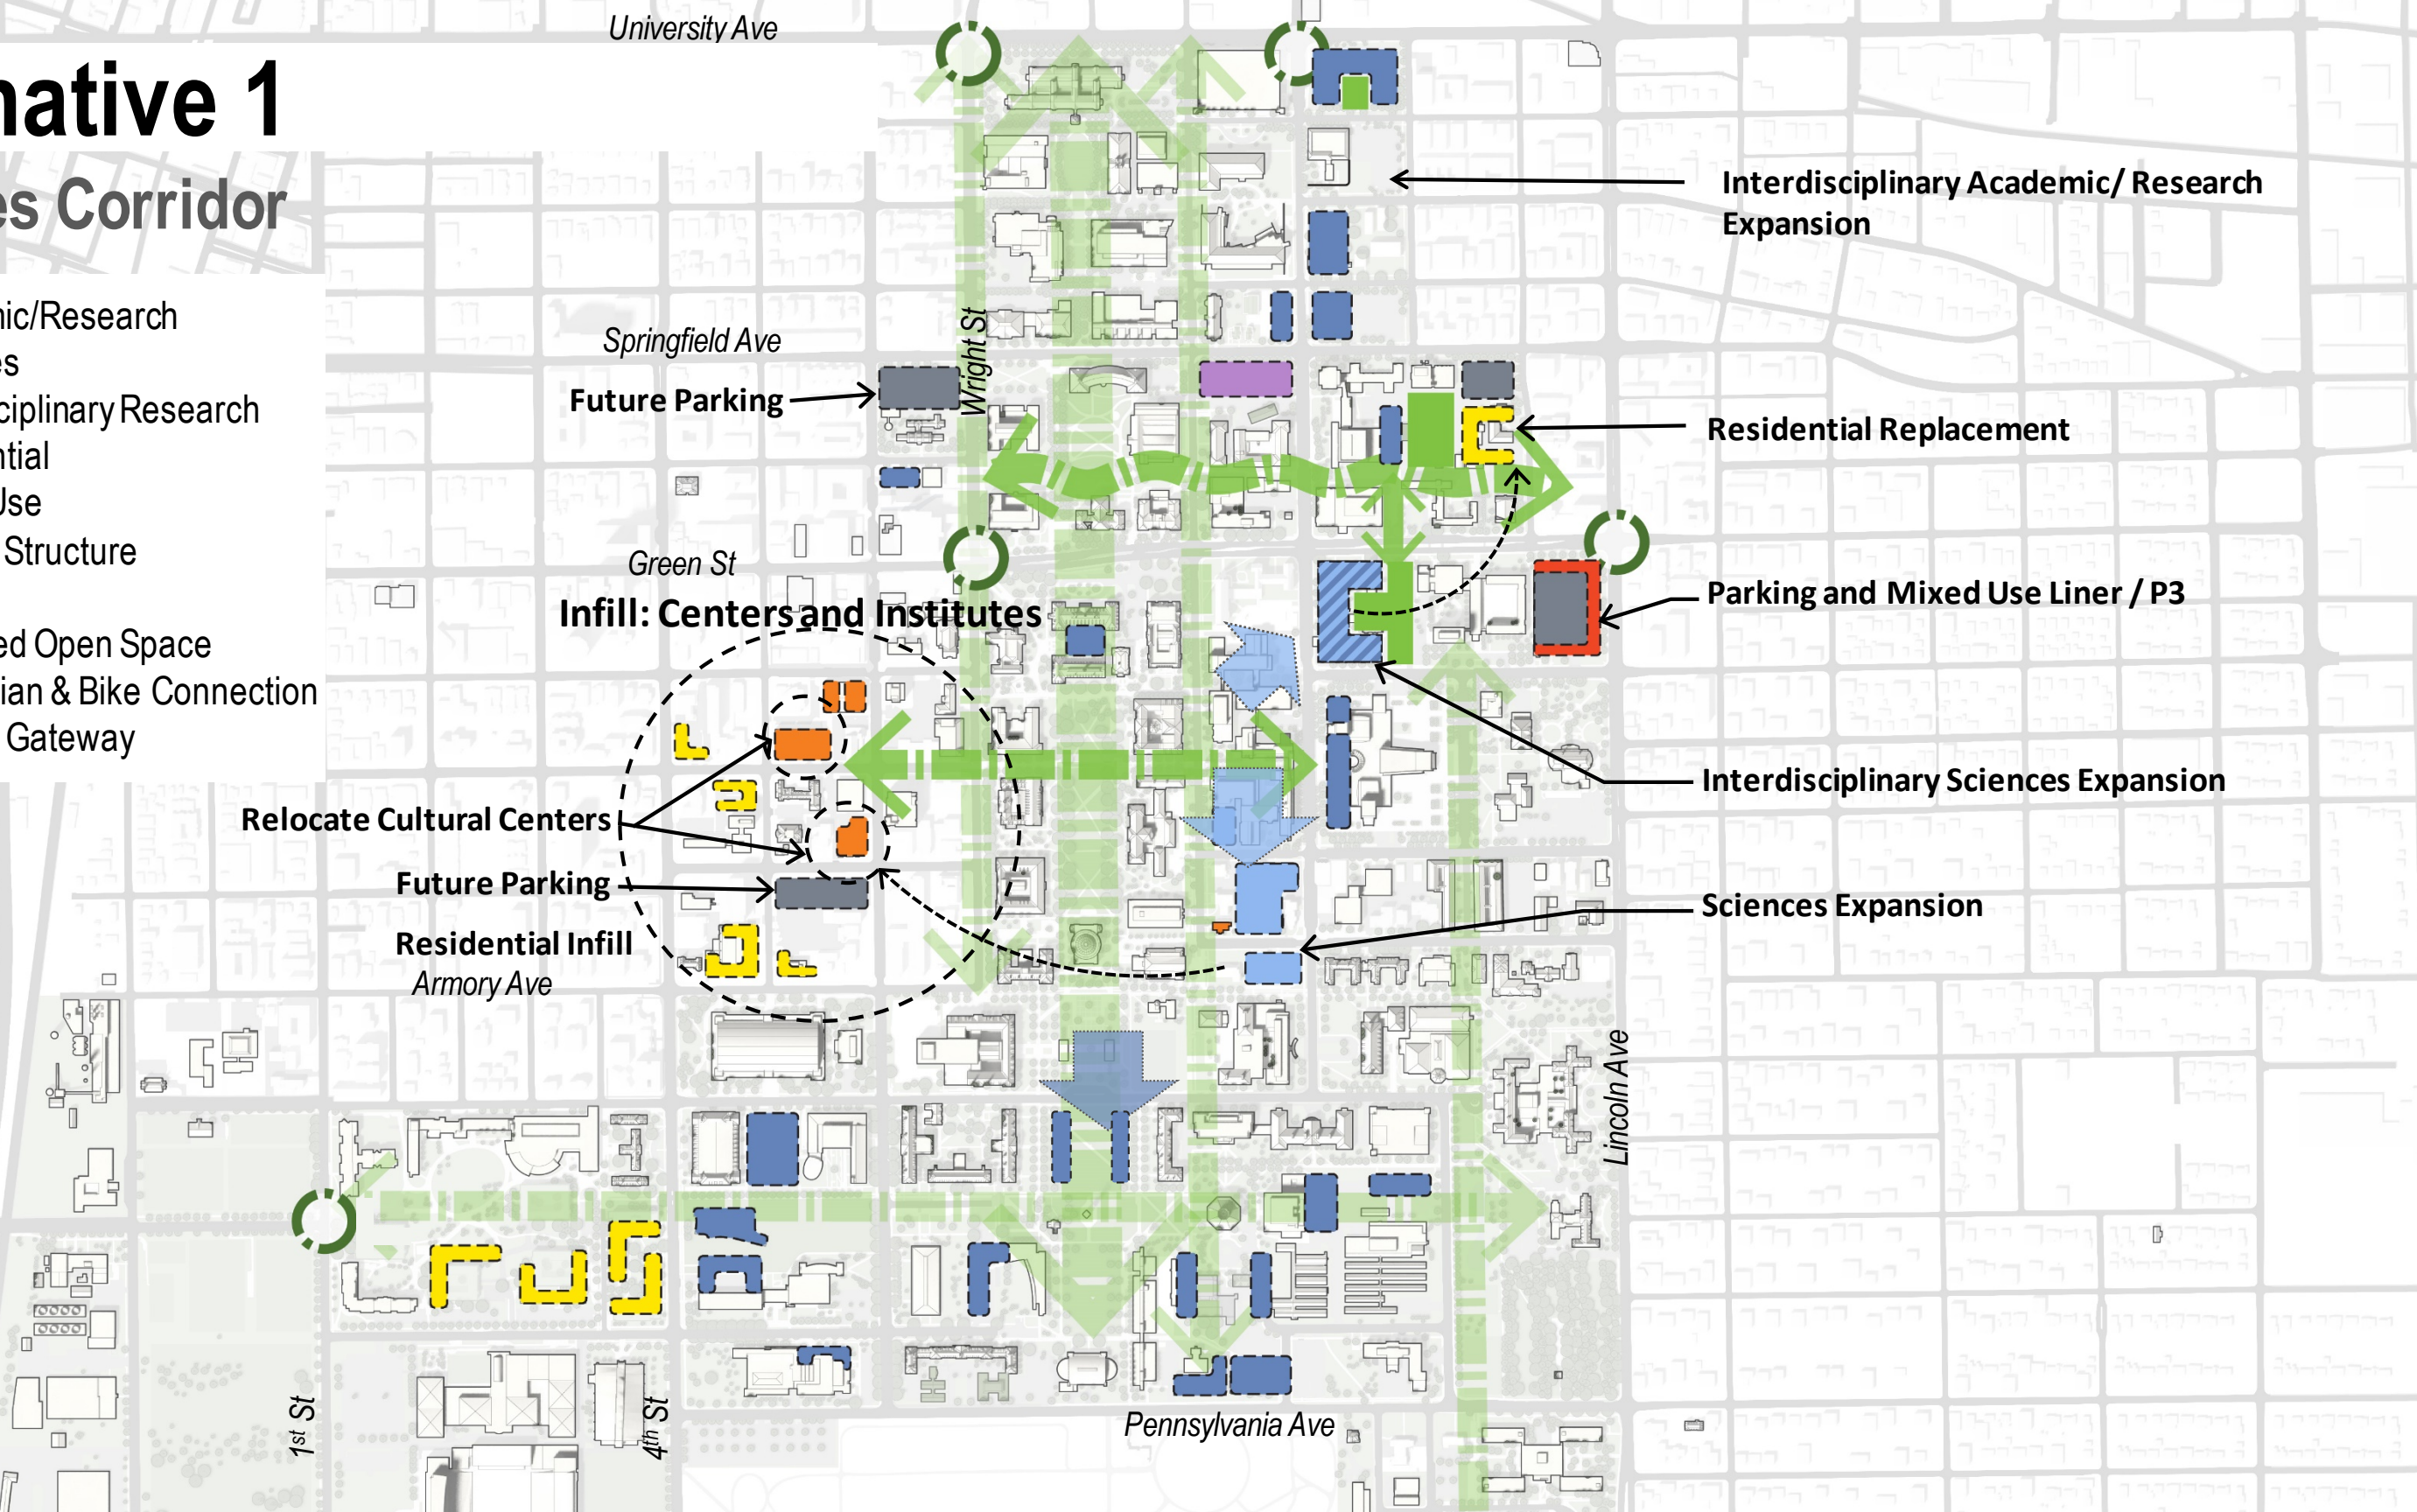 University Ave
native 1
es Corridor
nic/Research
es
ciplinary Research
ntial
Use
Structure
ed Open Space
ian & Bike Connection
Gateway
Interdisciplinary Academic/ Research
Expansion
Springfield Ave
Wright St
Future Parking
Residential Replacement
Green St
Infill: Centers and Institutes
Parking and Mixed Use Liner / P3
Interdisciplinary Sciences Expansion
Relocate Cultural Centers
Future Parking
Sciences Expansion
Residential Infill
Armory Ave
Lincoln Ave
1st St
4th St
Pennsylvania Ave